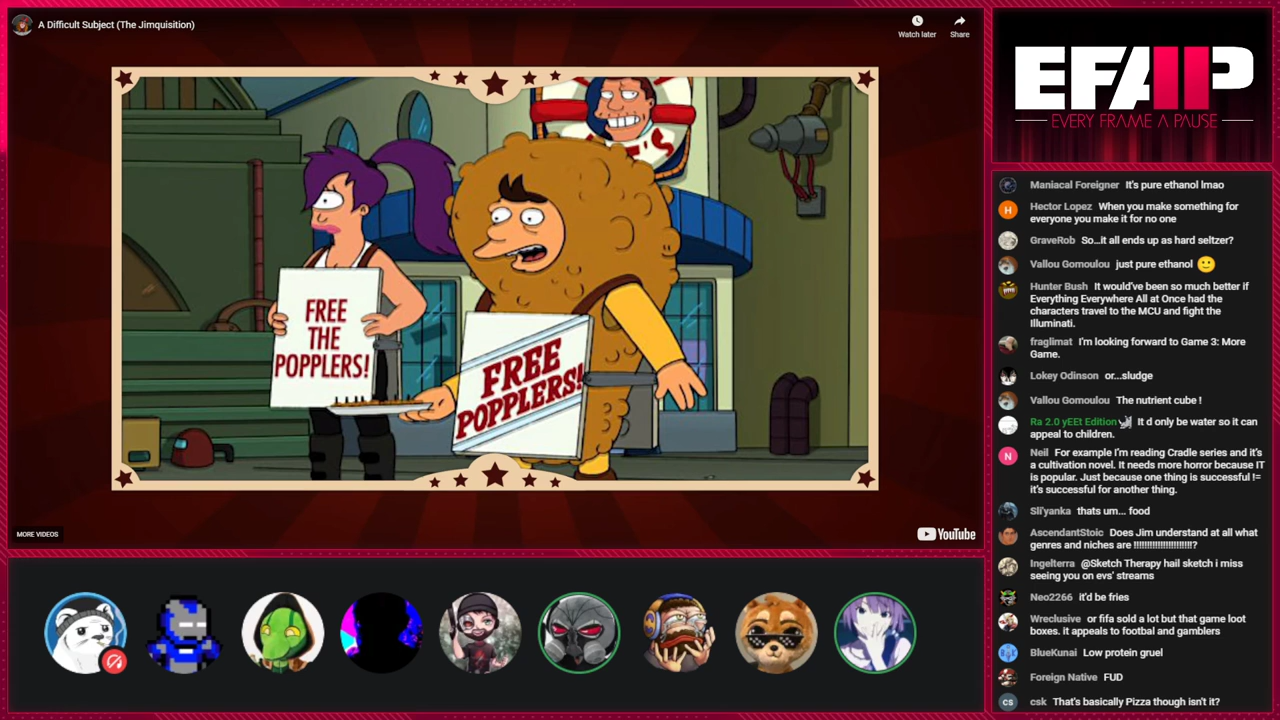 A Difficult Subject (The Jimquisition)
Watch later
Share
FREE
THE
POPPLERS!
FREE
POPPLERS!
E'S
MORE VIDEOS
YouTube
EFAP
EVERY FRAME A PAUSE
Maniacal Foreigner It's pure ethanol lmao
Hector Lopez When you make something for
everyone you make it for no one
GraveRob So...it all ends up as hard seltzer?
Vallou Gomoulou just pure ethanol
Hunter Bush It would've been so much better if
Everything Everywhere All at Once had the
characters travel to the MCU and fight the
Illuminati.
fraglimat I'm looking forward to Game 3: More
Game.
Lokey Odinson or...sludge
Vallou Gomoulou The nutrient cube !
Ra 2.0 yEEt Edition It d only be water so it can
appeal to children.
Neil For example I'm reading Cradle series and it's
a cultivation novel. It needs more horror because IT
is popular. Just because one thing is successful !=
it's successful for another thing.
Sli'yanka thats um... food
AscendantStoic Does Jim understand at all what
genres and niches are !!!!!!!!!!!!!!!!!!!!!!!?
Ingelterra @Sketch Therapy hail sketch i miss
seeing you on evs' streams
Neo2266 it'd be fries
Wreclusive or fifa sold a lot but that game loot
boxes. it appeals to footbal and gamblers
BlueKunai Low protein gruel
Foreign Native FUD
csk That's basically Pizza though isn't it?